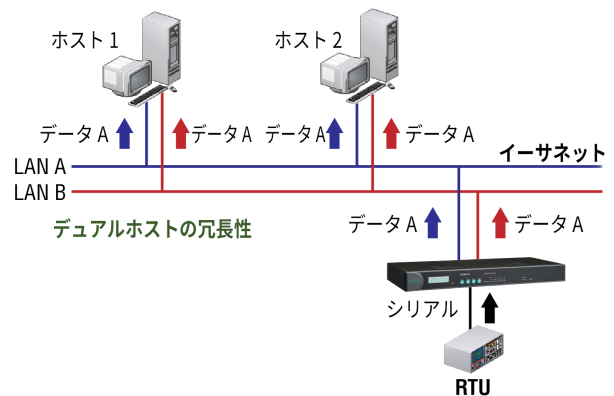 ホスト 1
ホスト 2
データ A
データ A
データ A
データ A
イーサネット
LAN A
LAN B
デュアルホストの冗長性
データ A
データ A
シリアル
RTU